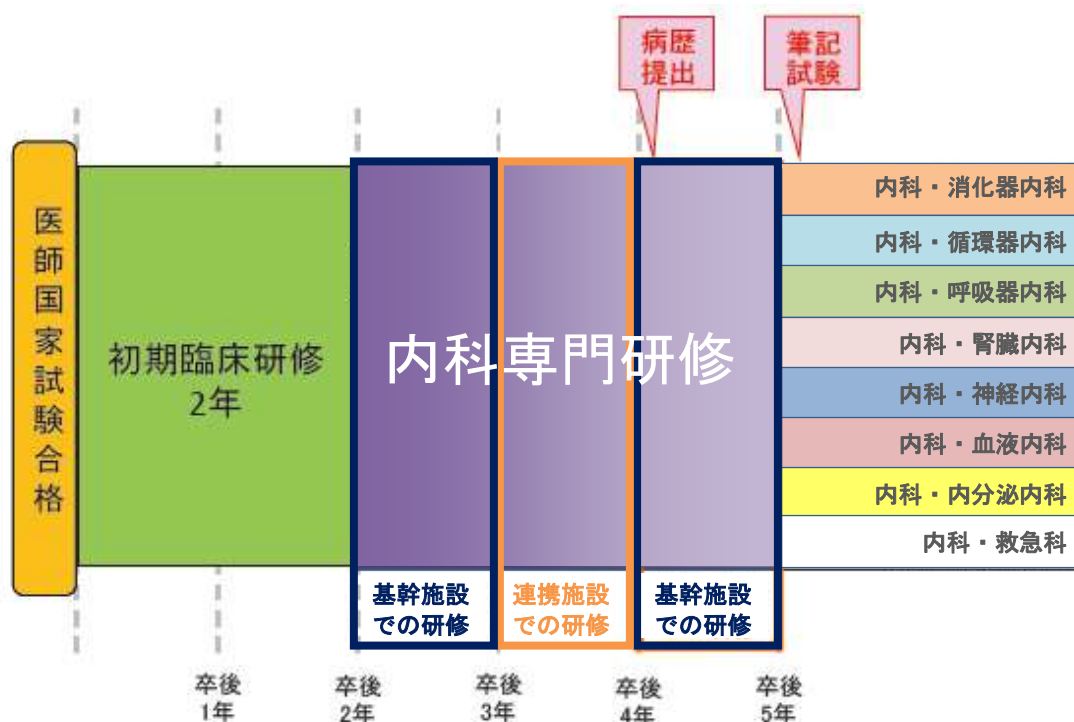 病歴
提出
筆記
試験
医師国家試験合格
初期臨床研修
2年
内科専門研修
内科・消化器内科
内科・循環器内科
内科・呼吸器内科
内科・腎臓内科
内科・神経内科
内科・血液内科
内科・内分泌内科
内科・救急科
基幹施設
での研修
連携施設
での研修
基幹施設
での研修
卒後
1年
卒後
2年
卒後
3年
卒後
4年
卒後
5年